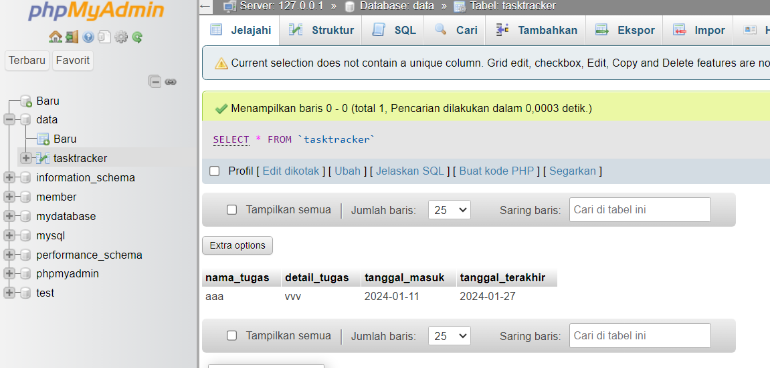 phpMyAdmin
Terbaru Favorit
Baru
data
Baru
tasktracker
information_schema
member
mydatabase
mysql
performance_schema
phpmyadmin
test
Server: 127.0.0.1 » Database: data » Tabel: tasktracker
Jelajahi Struktur SQL Cari Tambahkan Ekspor Impor
Current selection does not contain a unique column. Grid edit, checkbox, Edit, Copy and Delete features are no
Menampilkan baris 0 - 0 (total 1, Pencarian dilakukan dalam 0,0003 detik.)
SELECT * FROM `tasktracker`
Profil [ Edit dikotak ] [ Ubah ] [ Jelaskan SQL ] [ Buat kode PHP ] [ Segarkan ]
Tampilkan semua | Jumlah baris: 25 Saring baris: Cari di tabel ini
Extra options
nama_tugas detail_tugas tanggal_masuk tanggal_terakhir
aaa vvv 2024-01-11 2024-01-27
Tampilkan semua | Jumlah baris: 25 Saring baris: Cari di tabel ini